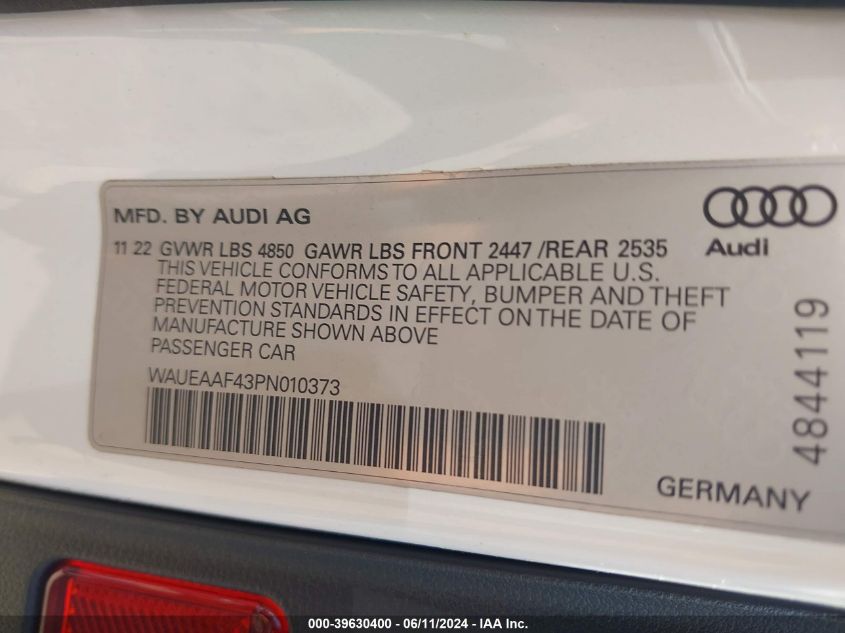 MFD. BY AUDI AG
11 22 GVWR LBS 4850 GAWR LBS FRONT 2447 /REAR 2535
THIS VEHICLE CONFORMS TO ALL APPLICABLE U.S.
FEDERAL MOTOR VEHICLE SAFETY, BUMPER AND THEFT
PREVENTION STANDARDS IN EFFECT ON THE DATE OF
MANUFACTURE SHOWN ABOVE
PASSENGER CAR
WAUEAAF43PN010373
Audi
4844119
GERMANY
000-39630400 - 06/11/2024 - IAA Inc.